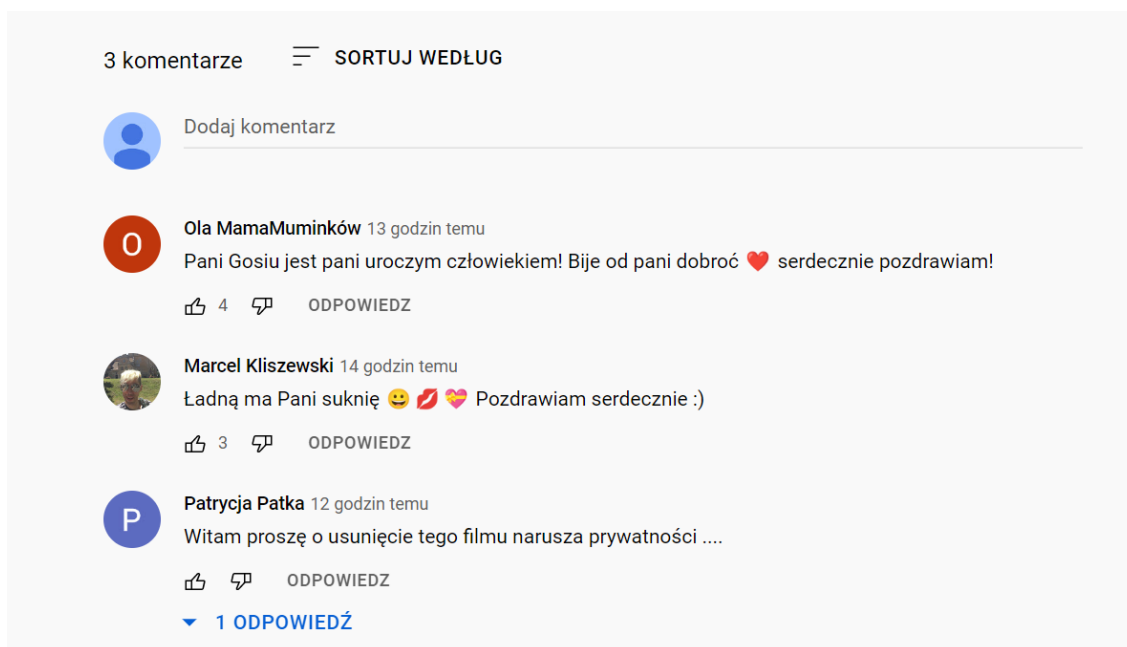 3 komentarze SORTUJ WEDŁUG
Dodaj komentarz
O
Ola MamaMuminków 13 godzin temu
Pani Gosiu jest pani uroczym człowiekiem! Bije od pani dobroć ❤️ serdecznie pozdrawiam!
4 ODPOWIEDZ
Marcel Kliszewski 14 godzin temu
Ładną ma Pani suknię 😀 💋 💝 Pozdrawiam serdecznie :)
3 ODPOWIEDZ
P
Patrycja Patka 12 godzin temu
Witam proszę o usunięcie tego filmu narusza prywatności ....
ODPOWIEDZ
1 ODPOWIEDŹ